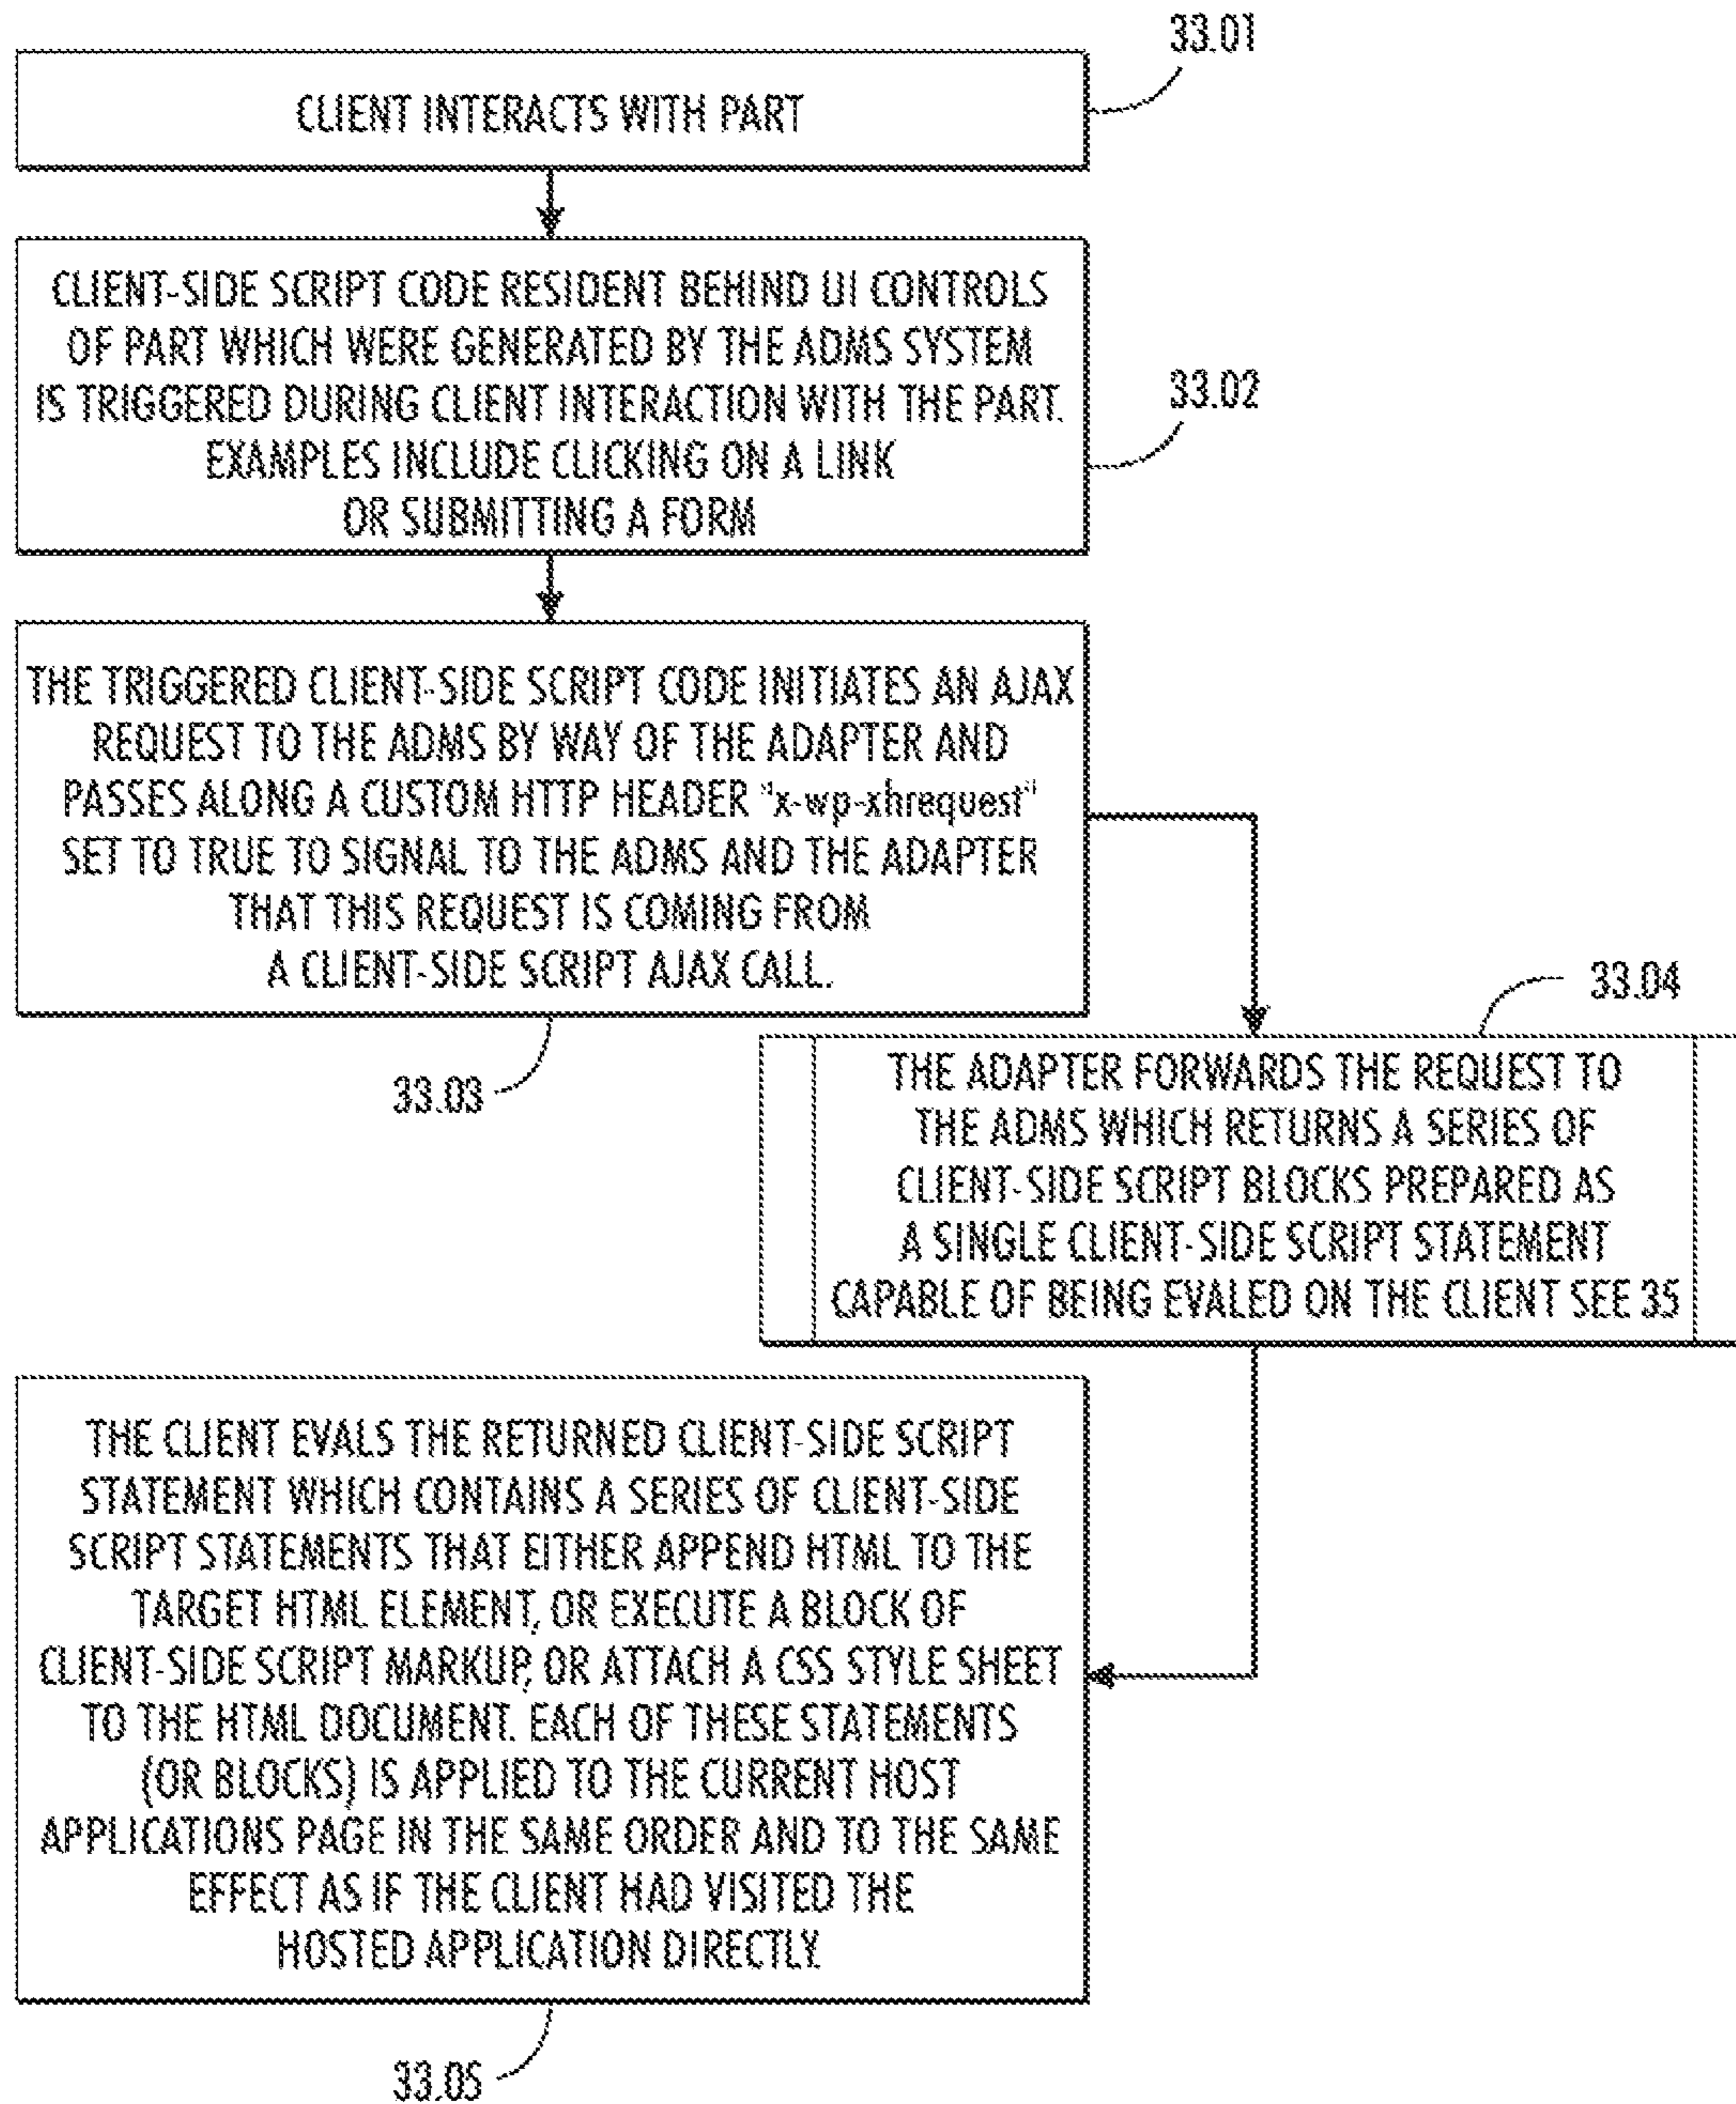 33.01
CLIENT INTERACTS WITH PART
CLIENT-SIDE SCRIPT CODE RESIDENT BEHIND UI CONTROLS
OF PART WHICH WERE GENERATED BY THE ADMS SYSTEM
IS TRIGGERED DURING CLIENT INTERACTION WITH THE PART.
EXAMPLES INCLUDE CLICKING ON A LINK
OR SUBMITTING A FORM
33.02
THE TRIGGERED CLIENT-SIDE SCRIPT CODE INITIATES AN AJAX
REQUEST TO THE ADMS BY WAY OF THE ADAPTER AND
PASSES ALONG A CUSTOM HTTP HEADER "x-wp-xhrequest"
SET TO TRUE TO SIGNAL TO THE ADMS AND THE ADAPTER
THAT THIS REQUEST IS COMING FROM
A CLIENT-SIDE SCRIPT AJAX CALL.
33.03
33.04
THE ADAPTER FORWARDS THE REQUEST TO
THE ADMS WHICH RETURNS A SERIES OF
CLIENT-SIDE SCRIPT BLOCKS PREPARED AS
A SINGLE CLIENT-SIDE SCRIPT STATEMENT
CAPABLE OF BEING EVALED ON THE CLIENT SEE 35
THE CLIENT EVALS THE RETURNED CLIENT-SIDE SCRIPT
STATEMENT WHICH CONTAINS A SERIES OF CLIENT-SIDE
SCRIPT STATEMENTS THAT EITHER APPEND HTML TO THE
TARGET HTML ELEMENT, OR EXECUTE A BLOCK OF
CLIENT-SIDE SCRIPT MARKUP, OR ATTACH A CSS STYLE SHEET
TO THE HTML DOCUMENT. EACH OF THESE STATEMENTS
(OR BLOCKS) IS APPLIED TO THE CURRENT HOST
APPLICATIONS PAGE IN THE SAME ORDER AND TO THE SAME
EFFECT AS IF THE CLIENT HAD VISITED THE
HOSTED APPLICATION DIRECTLY.
33.05